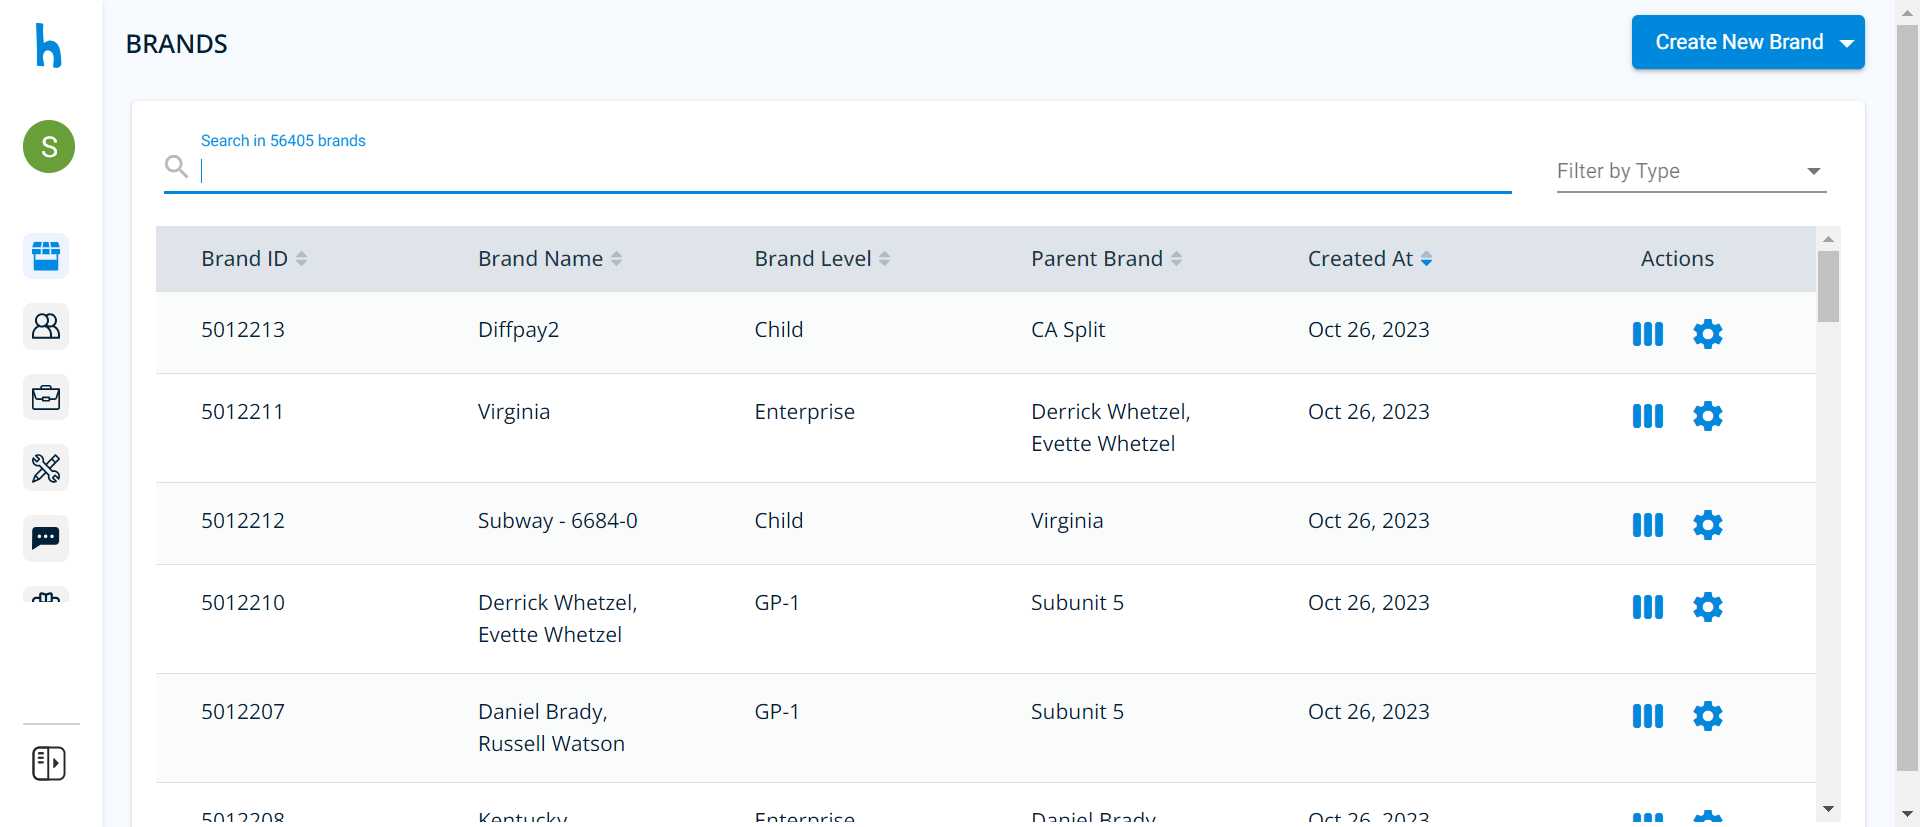 h
BRANDS
Create New Brand
S
Search in 56405 brands
Filter by Type
Brand ID Brand Name Brand Level Parent Brand Created At Actions
5012213 Diffpay2 Child CA Split Oct 26, 2023
5012211 Virginia Enterprise Derrick Whetzel, Oct 26, 2023
Evette Whetzel
5012212 Subway - 6684-0 Child Virginia Oct 26, 2023
5012210 Derrick Whetzel, GP-1 Subunit 5 Oct 26, 2023
Evette Whetzel
5012207 Daniel Brady, GP-1 Subunit 5 Oct 26, 2023
Russell Watson
5012208 Kentucky Enterprise Daniel Brady, Oct 26, 2023